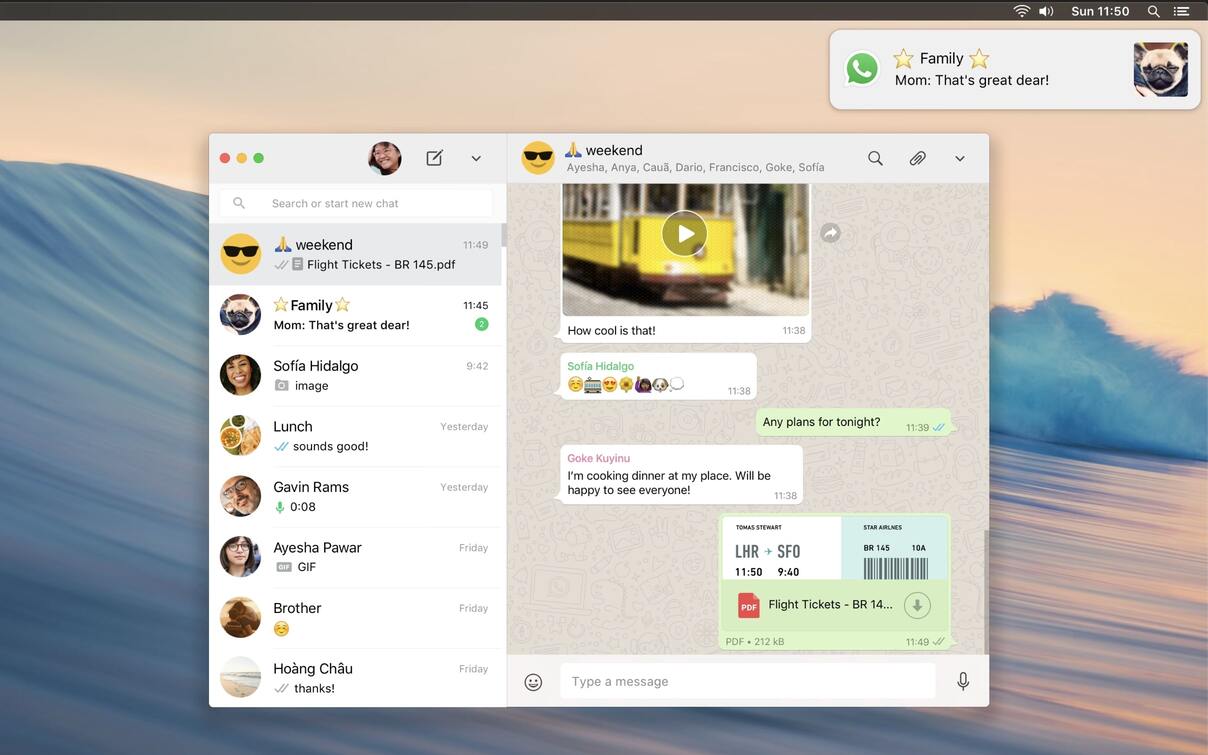 Sun 11:50
⭐ Family ⭐
Mom: That's great dear!
Search or start new chat
🙏 weekend
11:49
Flight Tickets - BR 145.pdf
⭐Family⭐
11:45
Mom: That's great dear!
2
Sofía Hidalgo
9:42
image
Lunch
Yesterday
sounds good!
Gavin Rams
Yesterday
0:08
Ayesha Pawar
Friday
GIF GIF
Brother
Friday
☺️
Hoàng Châu
Friday
thanks!
🙏 weekend
Ayesha, Anya, Cauã, Dario, Francisco, Goke, Sofía
How cool is that!
11:38
Sofía Hidalgo
☺️🚋😍🌻🙋🏾🐶💭
11:38
Any plans for tonight?
11:39
Goke Kuyinu
I'm cooking dinner at my place. Will be
happy to see everyone!
11:38
TOMAS STEWART
STAR AIRLNES
LHR ✈ SFO
BR 145 10A
11:50 9:40
PDF
Flight Tickets - BR 14...
PDF • 212 kB
11:49
Type a message